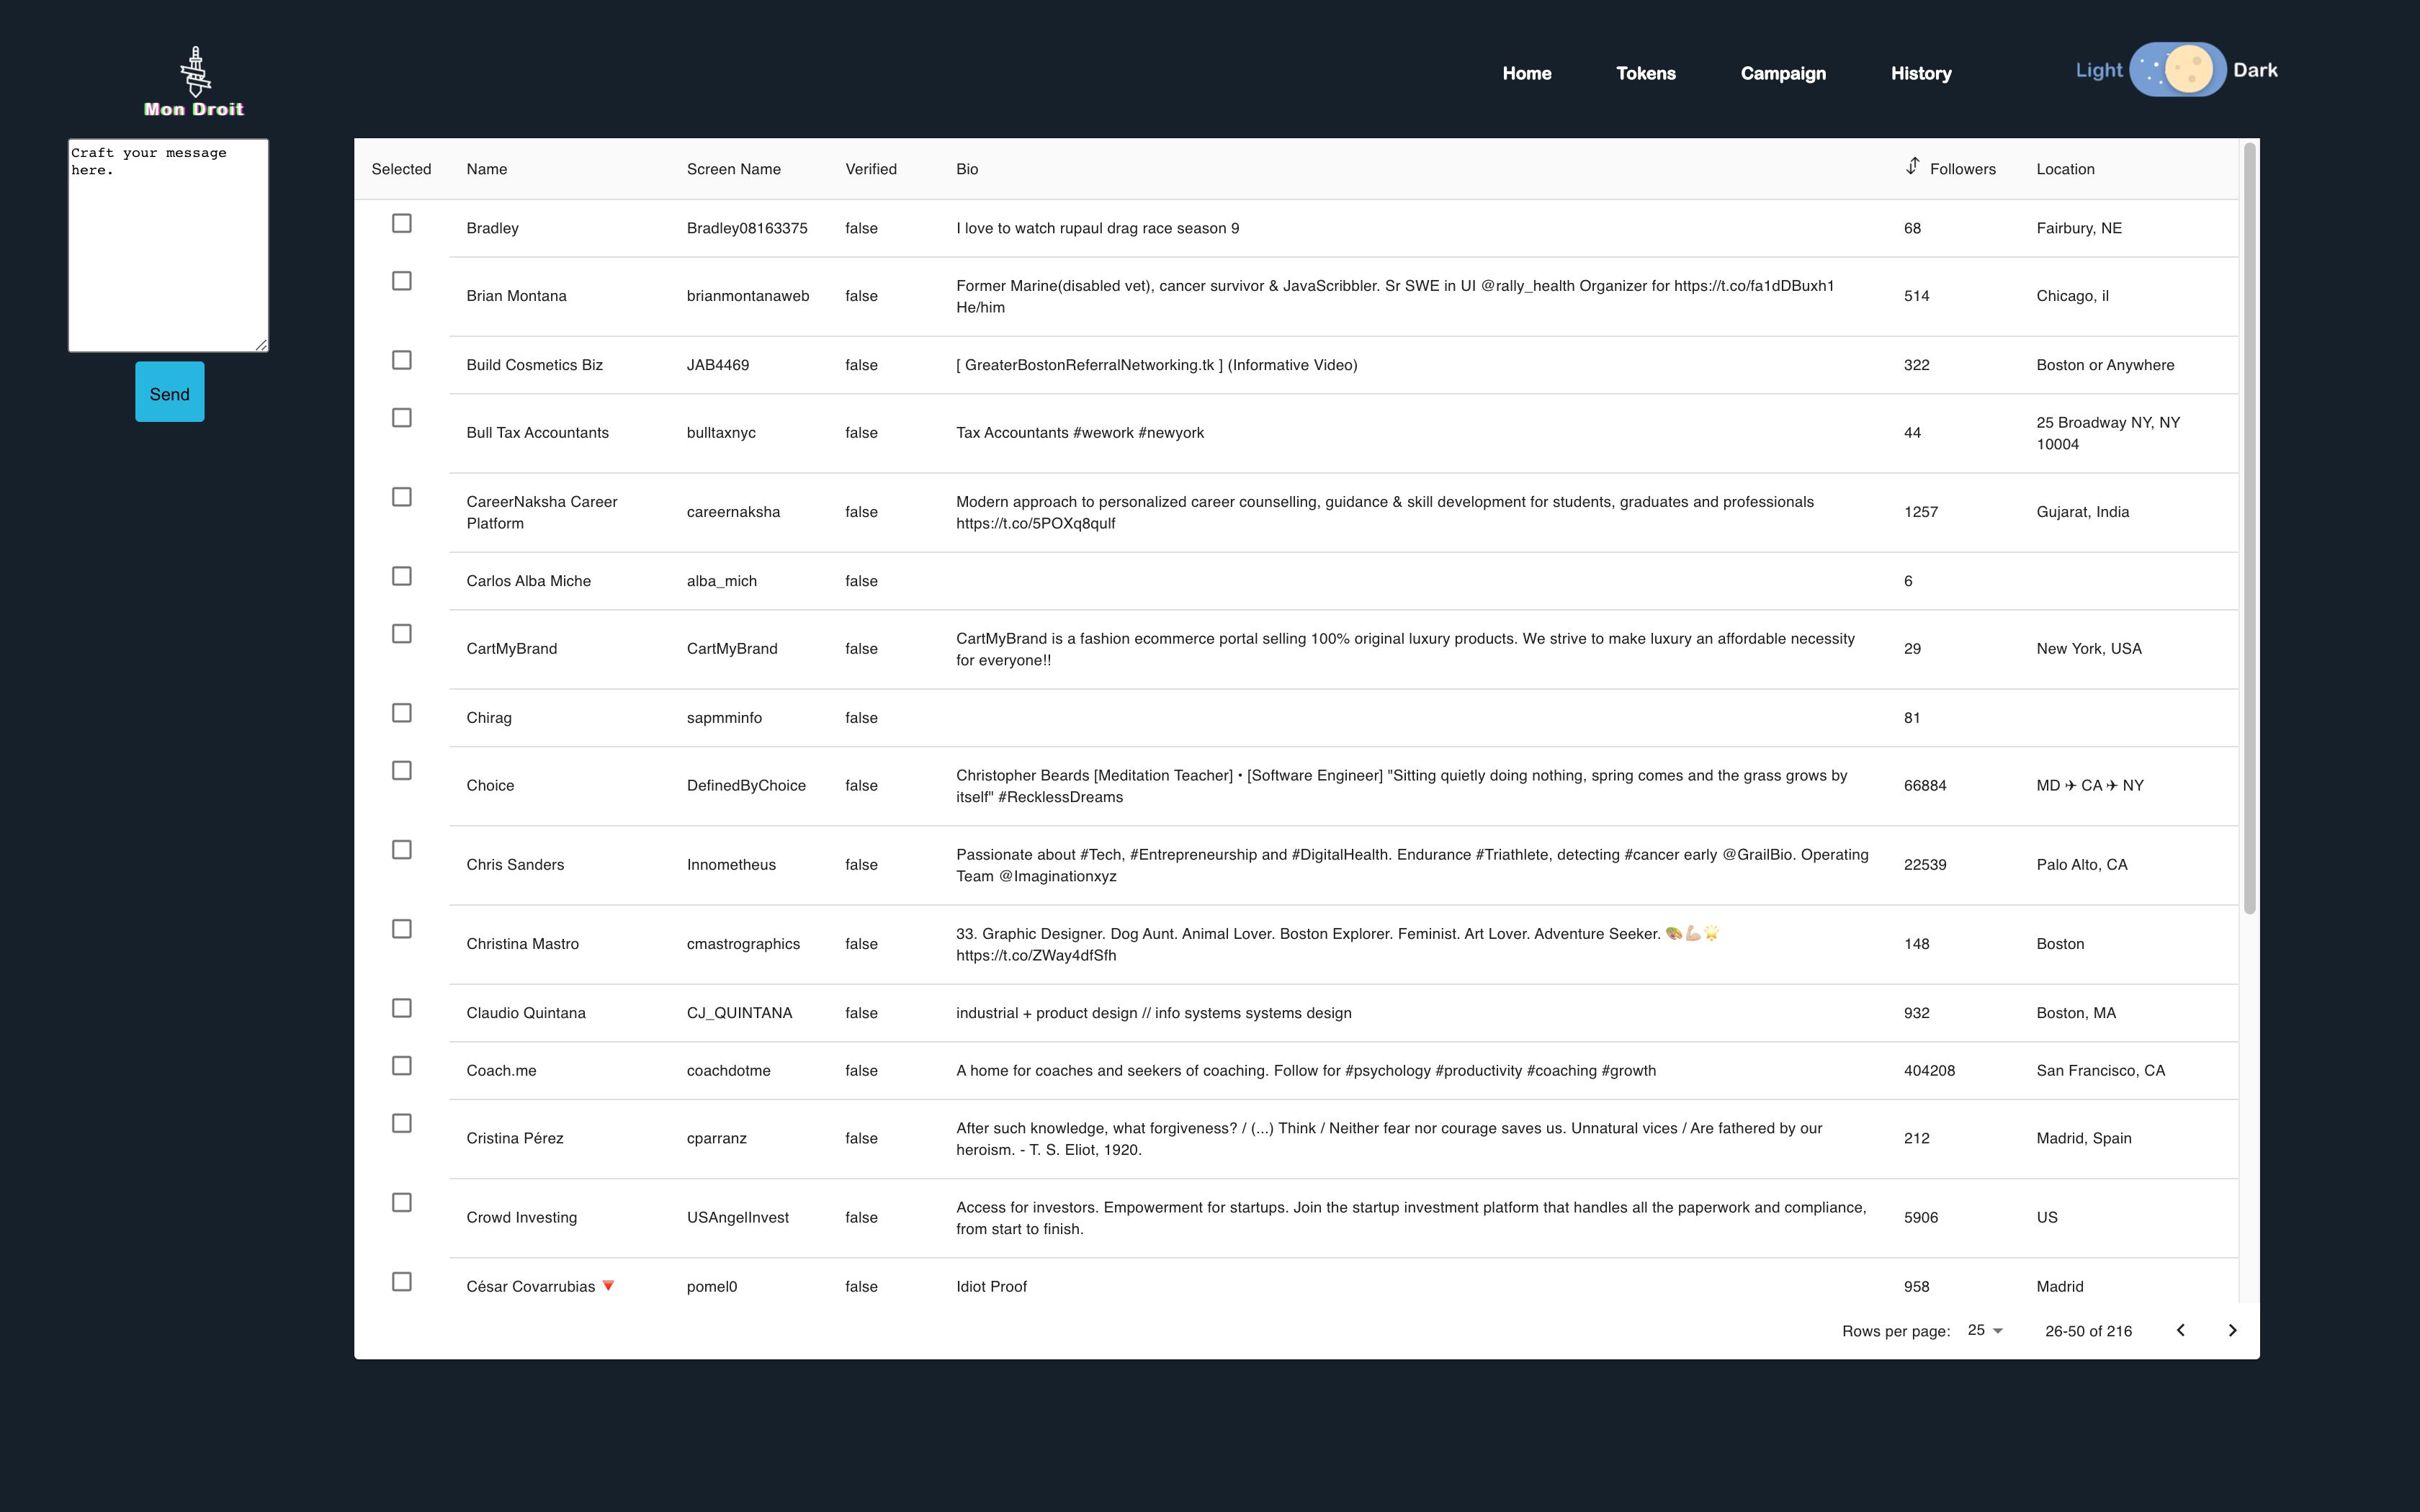 Mon Droit
Home Tokens Campaign History Light Dark
Craft your message
here.
Send
Selected Name Screen Name Verified Bio Followers Location
Bradley Bradley08163375 false I love to watch rupaul drag race season 9 68 Fairbury, NE
Brian Montana brianmontanaweb false Former Marine(disabled vet), cancer survivor & JavaScribbler. Sr SWE in UI @rally_health Organizer for https://t.co/fa1dDBuxh1
He/him 514 Chicago, il
Build Cosmetics Biz JAB4469 false [ GreaterBostonReferralNetworking.tk ] (Informative Video) 322 Boston or Anywhere
Bull Tax Accountants bulltaxnyc false Tax Accountants #wework #newyork 44 25 Broadway NY, NY
10004
CareerNaksha Career
Platform careernaksha false Modern approach to personalized career counselling, guidance & skill development for students, graduates and professionals
https://t.co/5POXq8qulf 1257 Gujarat, India
Carlos Alba Miche alba_mich false 6
CartMyBrand CartMyBrand false CartMyBrand is a fashion ecommerce portal selling 100% original luxury products. We strive to make luxury an affordable necessity
for everyone!! 29 New York, USA
Chirag sapmminfo false 81
Choice DefinedByChoice false Christopher Beards [Meditation Teacher] • [Software Engineer] "Sitting quietly doing nothing, spring comes and the grass grows by
itself" #RecklessDreams 66884 MD ✈ CA ✈ NY
Chris Sanders Innometheus false Passionate about #Tech, #Entrepreneurship and #DigitalHealth. Endurance #Triathlete, detecting #cancer early @GrailBio. Operating
Team @Imaginationxyz 22539 Palo Alto, CA
Christina Mastro cmastrographics false 33. Graphic Designer. Dog Aunt. Animal Lover. Boston Explorer. Feminist. Art Lover. Adventure Seeker. 🎨💪🏼🌟
https://t.co/ZWay4dfSfh 148 Boston
Claudio Quintana CJ_QUINTANA false industrial + product design // info systems systems design 932 Boston, MA
Coach.me coachdotme false A home for coaches and seekers of coaching. Follow for #psychology #productivity #coaching #growth 404208 San Francisco, CA
Cristina Pérez cparranz false After such knowledge, what forgiveness? / (...) Think / Neither fear nor courage saves us. Unnatural vices / Are fathered by our
heroism. - T. S. Eliot, 1920. 212 Madrid, Spain
Crowd Investing USAngelInvest false Access for investors. Empowerment for startups. Join the startup investment platform that handles all the paperwork and compliance,
from start to finish. 5906 US
César Covarrubias 🔻 pomel0 false Idiot Proof 958 Madrid
Rows per page: 25 26-50 of 216